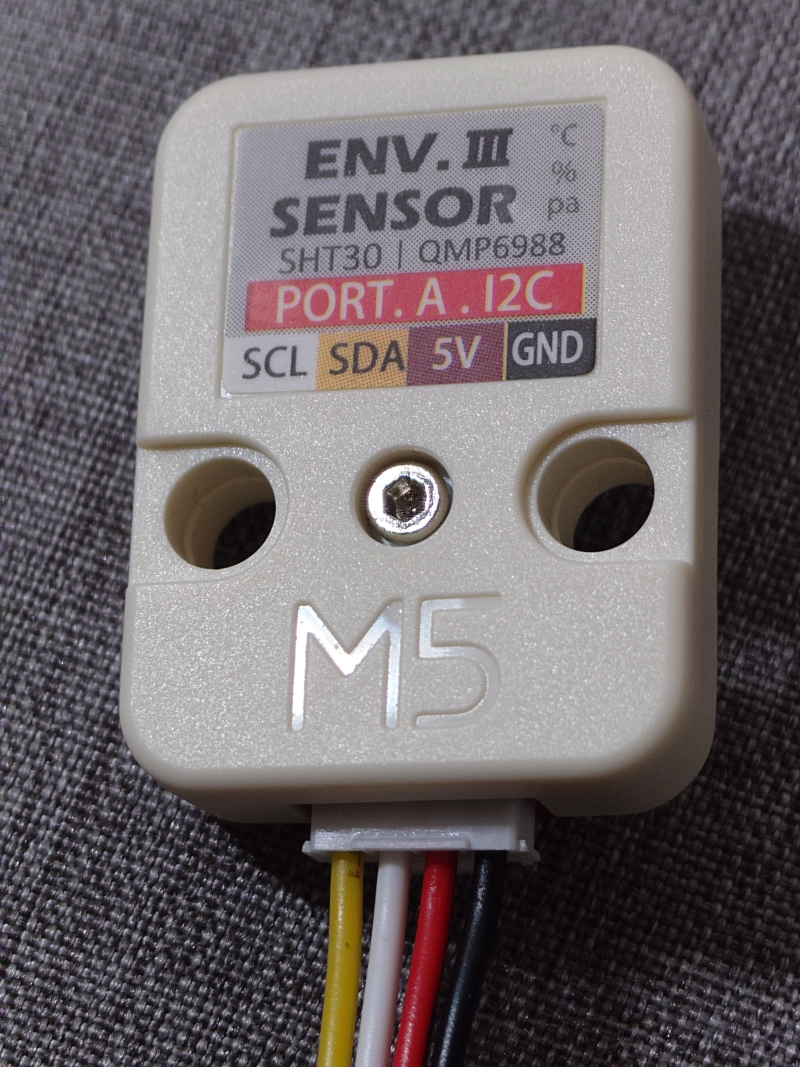 ENV. III
°C
SENSOR
%
pa
SHT30 | QMP6988
PORT. A . I2C
SCL SDA 5V GND
M5